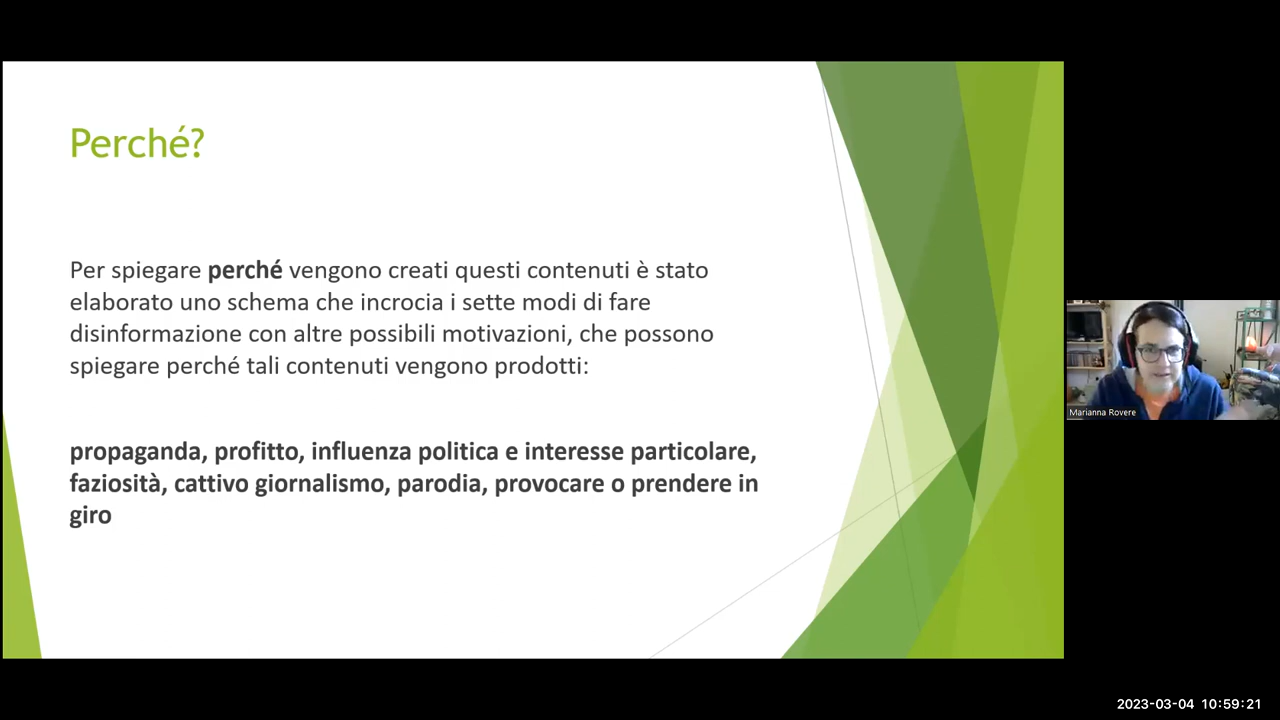 Perché?
Per spiegare perché vengono creati questi contenuti è stato
elaborato uno schema che incrocia i sette modi di fare
disinformazione con altre possibili motivazioni, che possono
spiegare perché tali contenuti vengono prodotti:
propaganda, profitto, influenza politica e interesse particolare,
faziosità, cattivo giornalismo, parodia, provocare o prendere in
giro
Marianna Rovere
2023-03-04 10:59:21